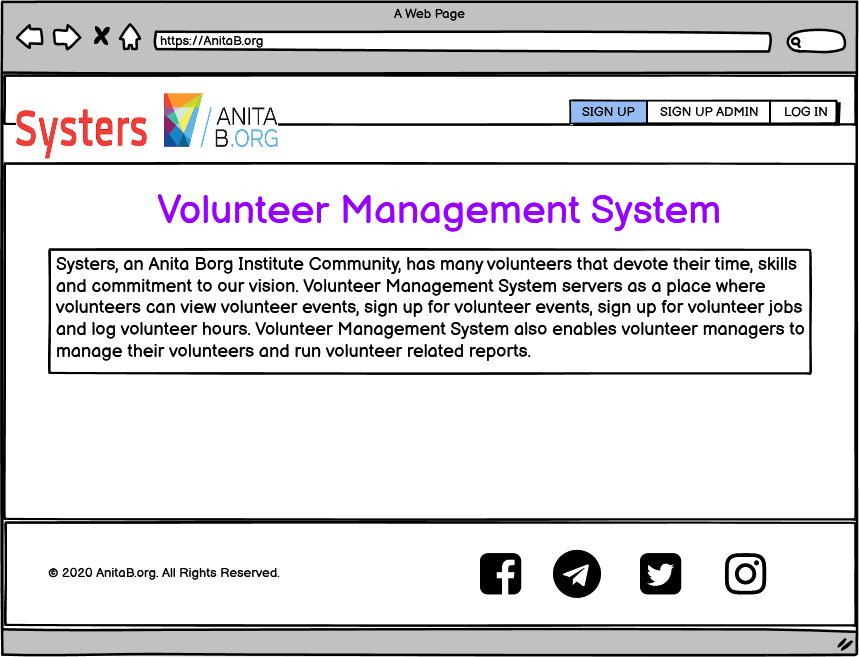 A Web Page
https://AnitaB.org
Systers
ANITA
B.ORG
SIGN UP
SIGN UP ADMIN
LOG IN
Volunteer Management System
Systers, an Anita Borg Institute Community, has many volunteers that devote their time, skills
and commitment to our vision. Volunteer Management System servers as a place where
volunteers can view volunteer events, sign up for volunteer events, sign up for volunteer jobs
and log volunteer hours. Volunteer Management System also enables volunteer managers to
manage their volunteers and run volunteer related reports.
© 2020 AnitaB.org. All Rights Reserved.